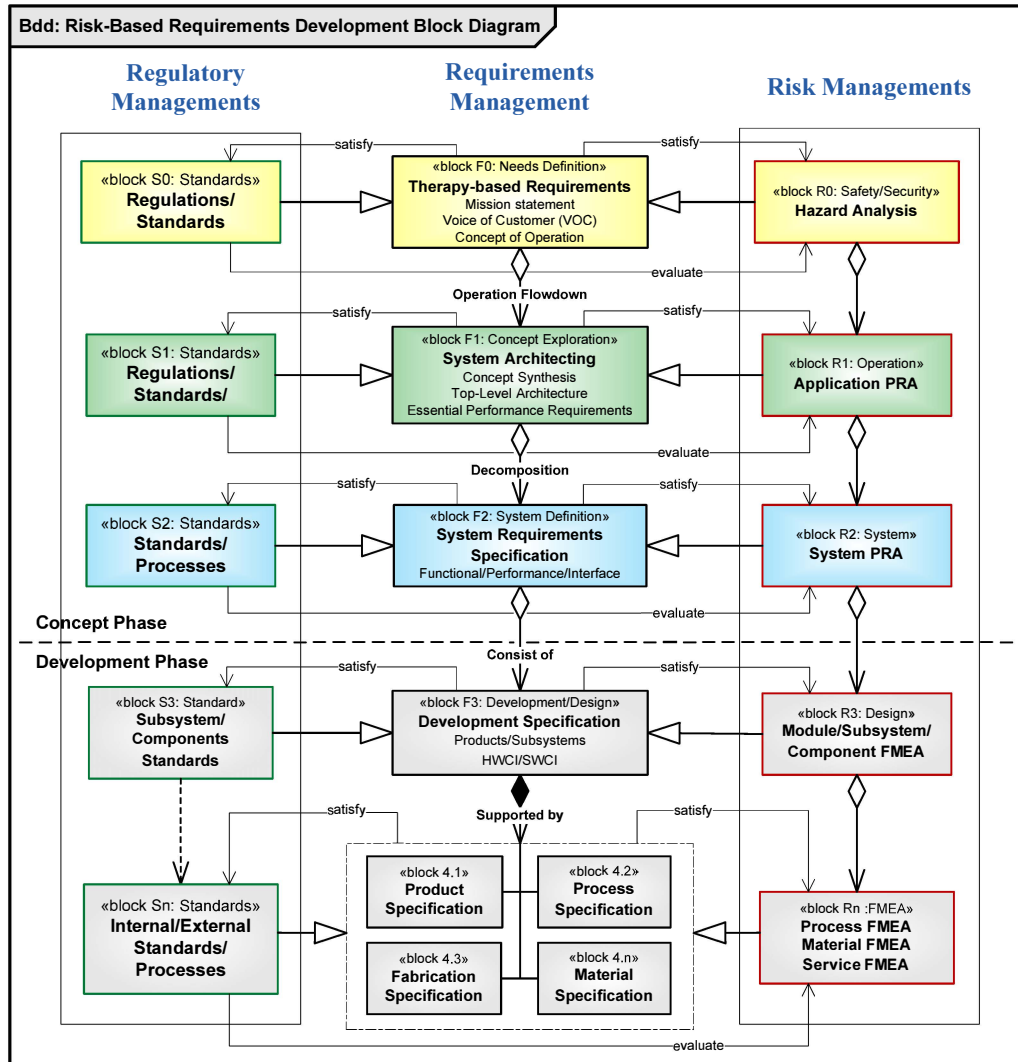 Bdd: Risk-Based Requirements Development Block Diagram
Regulatory
Managements
Requirements
Management
Risk Managements
satisfy
satisfy
«block S0: Standards»
Regulations/
Standards
«block F0: Needs Definition»
Therapy-based Requirements
Mission statement
Voice of Customer (VOC)
Concept of Operation
«block R0: Safety/Security»
Hazard Analysis
evaluate
Operation Flowdown
satisfy
satisfy
«block S1: Standards»
Regulations/
Standards/
«block F1: Concept Exploration»
System Architecting
Concept Synthesis
Top-Level Architecture
Essential Performance Requirements
«block R1: Operation»
Application PRA
evaluate
Decomposition
satisfy
satisfy
«block S2: Standards»
Standards/
Processes
«block F2: System Definition»
System Requirements
Specification
Functional/Performance/Interface
«block R2: System»
System PRA
evaluate
Concept Phase
Development Phase
Consist of
satisfy
satisfy
«block S3: Standard»
Subsystem/
Components
Standards
«block F3: Development/Design»
Development Specification
Products/Subsystems
HWCI/SWCI
«block R3: Design»
Module/Subsystem/
Component FMEA
Supported by
satisfy
satisfy
«block Sn: Standards»
Internal/External
Standards/
Processes
«block 4.1»
Product
Specification
«block 4.2»
Process
Specification
«block 4.3»
Fabrication
Specification
«block 4.n»
Material
Specification
«block Rn :FMEA»
Process FMEA
Material FMEA
Service FMEA
evaluate